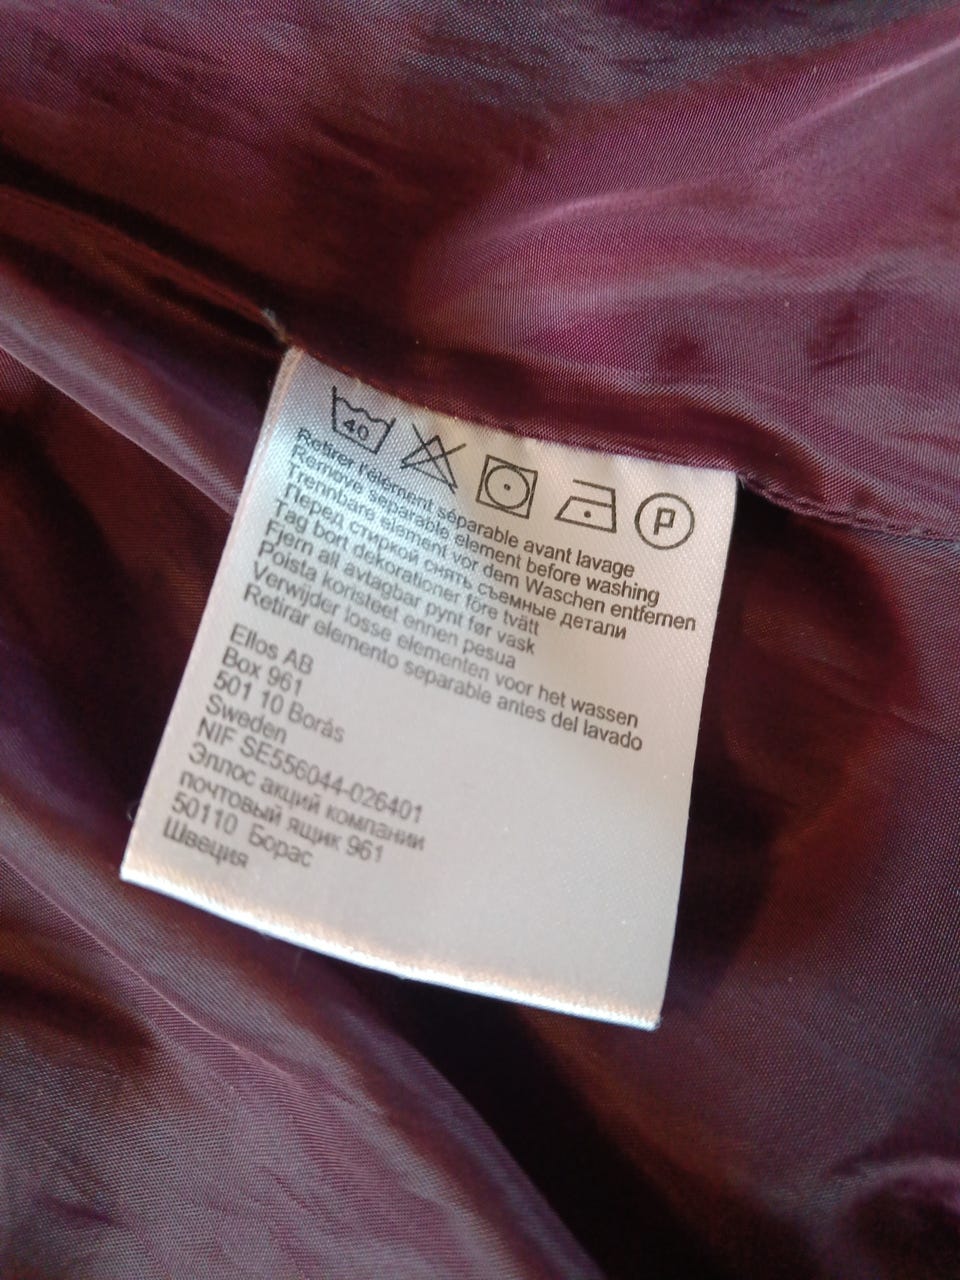 40
P
Retirer l'élément séparable avant lavage
Remove separable element before washing
Trennbare element vor dem Waschen entfernen
Перед стиркой снять съемные детали
Tag bort dekorationer före tvätt
Fjern all avtagbar pynt før vask
Poista koristeet ennen pesua
Verwijder losse elementen voor het wassen
Retirár elemento separable antes del lavado
Ellos AB
Box 961
501 10 Borås
Sweden
NIF SE556044-026401
Эллос акций компании
почтовый ящик 961
50110 Борас
Швеция